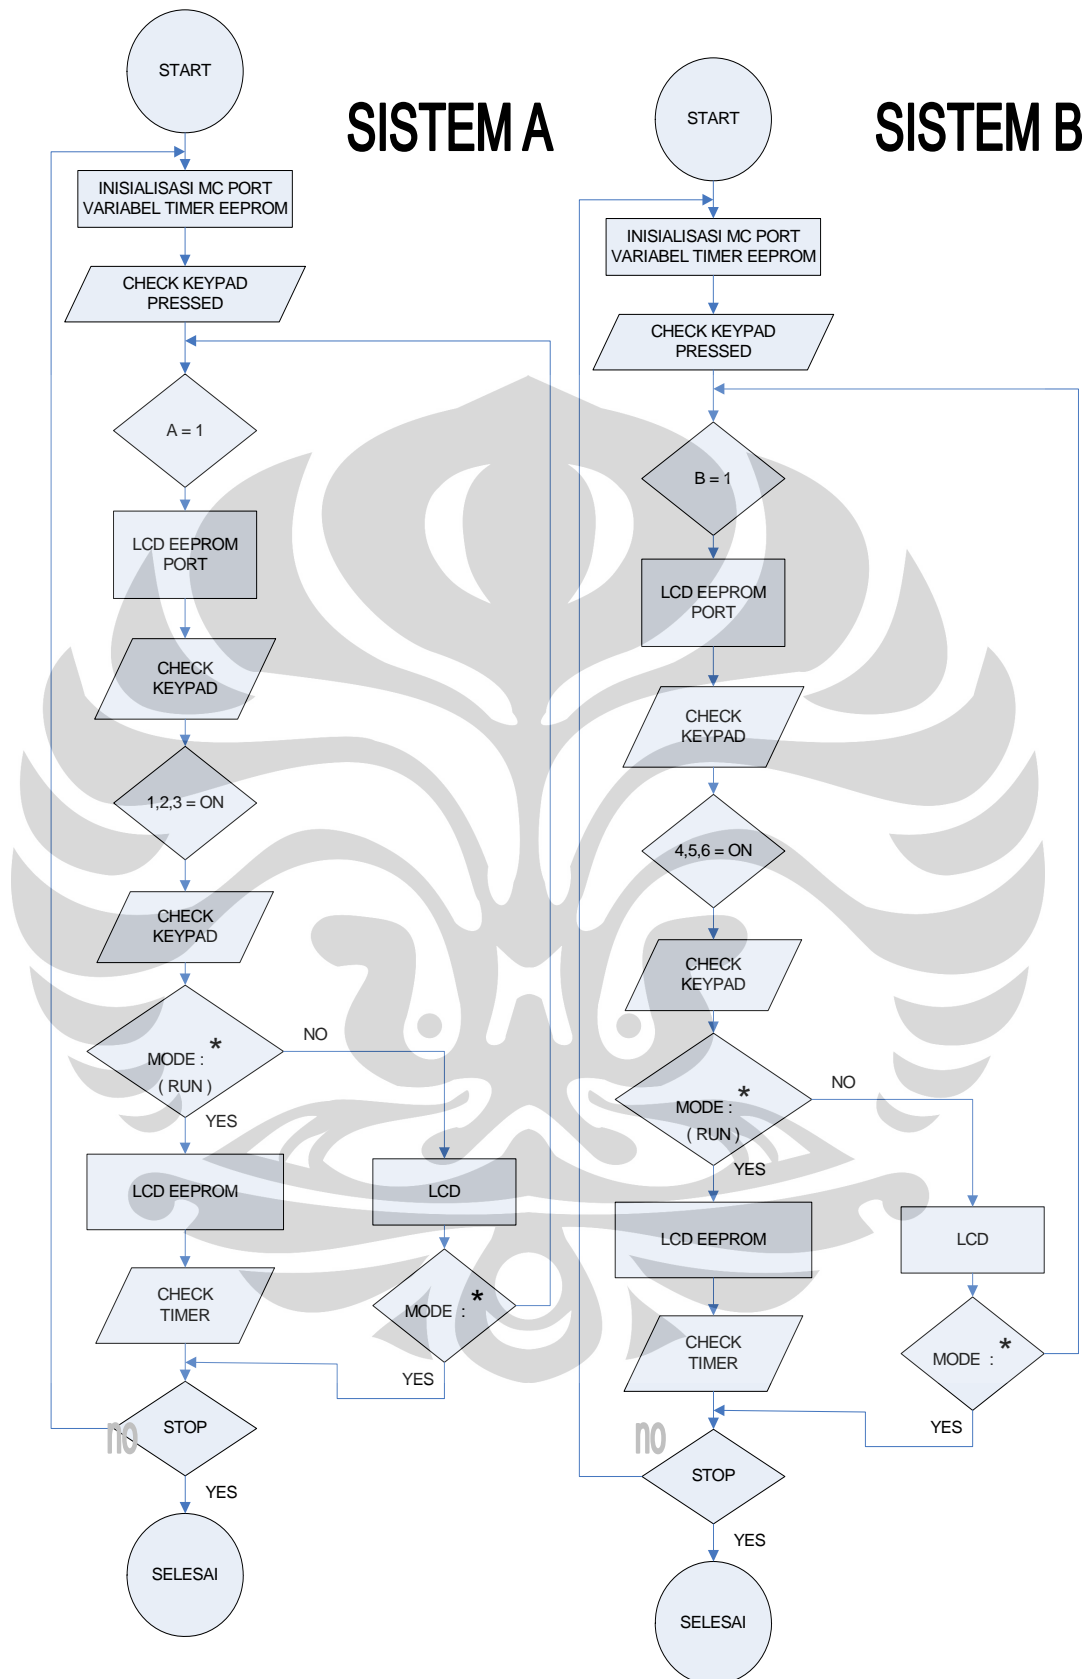 SISTEM A
START
INISIALISASI MC PORT
VARIABEL TIMER EEPROM
CHECK KEYPAD
PRESSED
A = 1
LCD EEPROM
PORT
CHECK
KEYPAD
1,2,3 = ON
CHECK
KEYPAD
MODE : *
( RUN )
NO
YES
LCD EEPROM
LCD
CHECK
TIMER
MODE : *
YES
STOP
no
YES
SELESAI
SISTEM B
START
INISIALISASI MC PORT
VARIABEL TIMER EEPROM
CHECK KEYPAD
PRESSED
B = 1
LCD EEPROM
PORT
CHECK
KEYPAD
4,5,6 = ON
CHECK
KEYPAD
MODE : *
( RUN )
NO
YES
LCD EEPROM
LCD
CHECK
TIMER
MODE : *
YES
no
STOP
YES
SELESAI